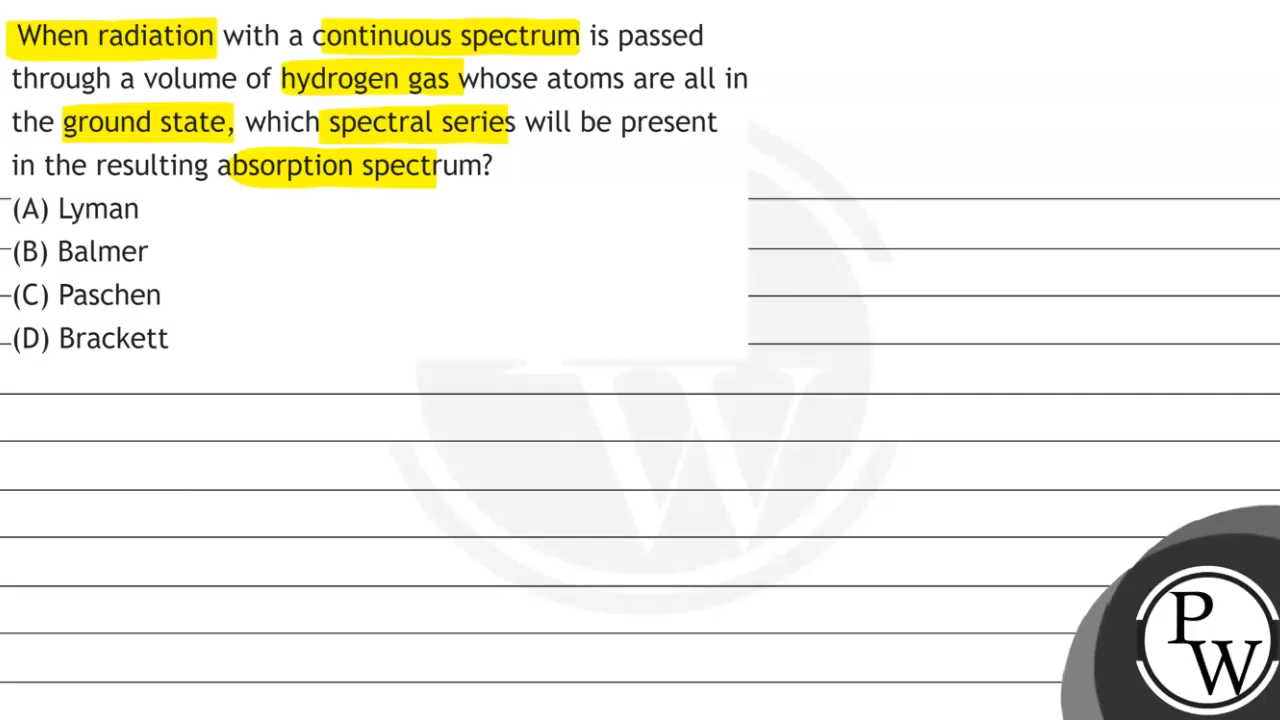 When radiation with a continuous spectrum is passed
through a volume of hydrogen gas whose atoms are all in
the ground state, which spectral series will be present
in the resulting absorption spectrum?
(A) Lyman
(B) Balmer
(C) Paschen
(D) Brackett
W
P
W